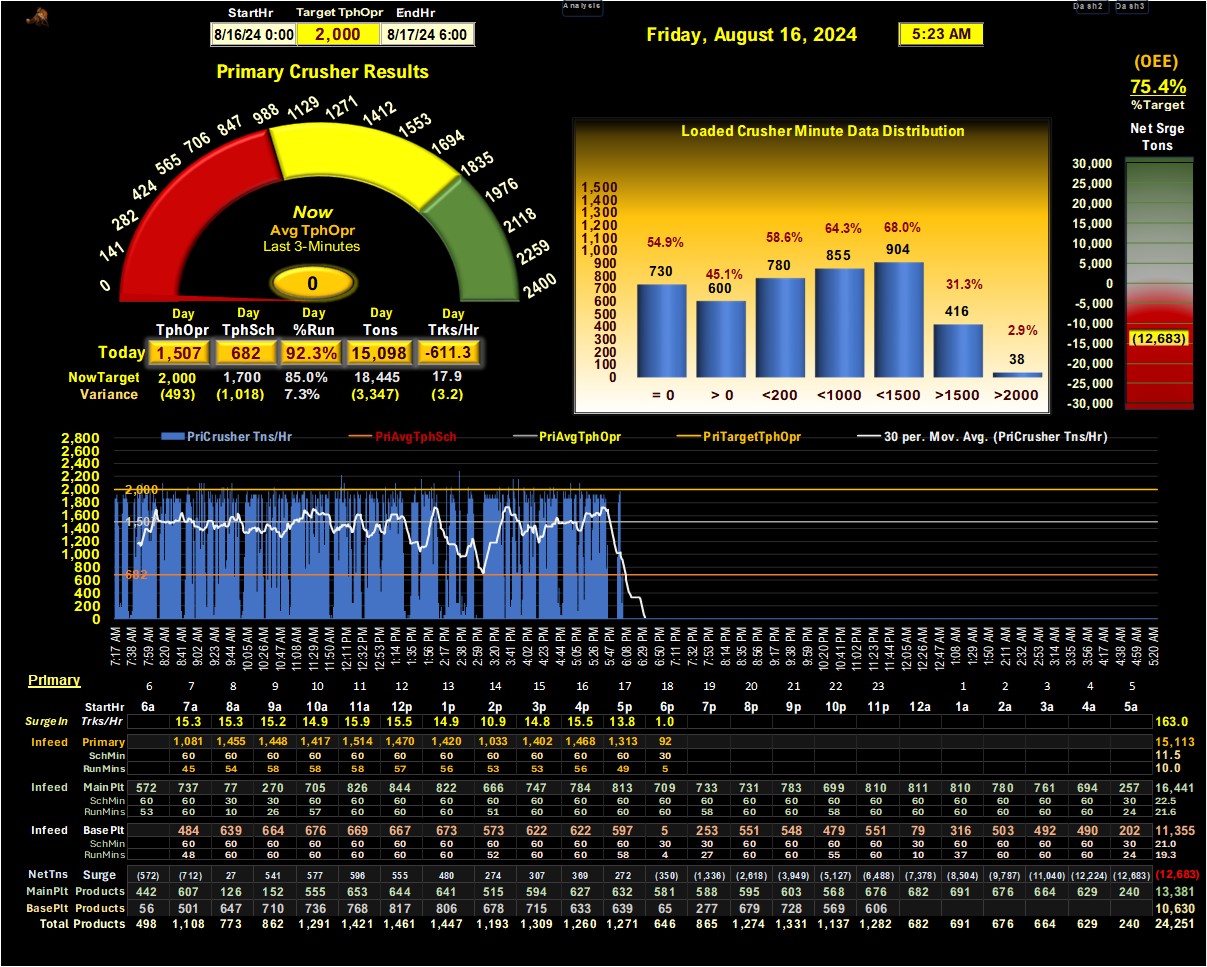 Analysis Dash2 Dash3
StartHr Target TphOpr EndHr
8/16/24 0:00 2,000 8/17/24 6:00
Friday, August 16, 2024 5:23 AM
Primary Crusher Results
(OEE)
75.4%
%Target
Net Srge
Tons
0 141 282 424 565 706 847 988 1129 1271 1412 1553 1694 1835 1976 2118 2259 2400
Now
Avg TphOpr
Last 3-Minutes
0
Day Day Day Day Day
TphOpr TphSch %Run Tons Trks/Hr
Today 1,507 682 92.3% 15,098 -611.3
NowTarget 2,000 1,700 85.0% 18,445 17.9
Variance (493) (1,018) 7.3% (3,347) (3.2)
Loaded Crusher Minute Data Distribution
1,500
1,400
1,300
1,200
1,100
1,000
900
800
700
600
500
400
300
200
100
0
54.9% 45.1% 58.6% 64.3% 68.0% 31.3% 2.9%
730 600 780 855 904 416 38
= 0 > 0 <200 <1000 <1500 >1500 >2000
30,000
25,000
20,000
15,000
10,000
5,000
0
-5,000
-10,000
-15,000
-20,000
-25,000
-30,000
(12,683)
PriCrusher Tns/Hr PriAvgTphSch PriAvgTphOpr PriTargetTphOpr 30 per. Mov. Avg. (PriCrusher Tns/Hr)
2,800
2,600
2,400
2,200
2,000
1,800
1,600
1,400
1,200
1,000
800
600
400
200
0
2,000
682
7:17 AM 7:38 AM 7:59 AM 8:20 AM 8:41 AM 9:02 AM 9:23 AM 9:44 AM 10:05 AM 10:26 AM 10:47 AM 11:08 AM 11:29 AM 11:50 AM 12:11 PM 12:32 PM 12:53 PM 1:14 PM 1:35 PM 1:56 PM 2:17 PM 2:38 PM 2:59 PM 3:20 PM 3:41 PM 4:02 PM 4:23 PM 4:44 PM 5:05 PM 5:26 PM 5:47 PM 6:08 PM 6:29 PM 6:50 PM 7:11 PM 7:32 PM 7:53 PM 8:14 PM 8:35 PM 8:56 PM 9:17 PM 9:38 PM 9:59 PM 10:20 PM 10:41 PM 11:02 PM 11:23 PM 11:44 PM 12:05 AM 12:26 AM 12:47 AM 1:08 AM 1:29 AM 1:50 AM 2:11 AM 2:32 AM 2:53 AM 3:14 AM 3:35 AM 3:56 AM 4:17 AM 4:38 AM 4:59 AM 5:20 AM
Primary
6 7 8 9 10 11 12 13 14 15 16 17 18 19 20 21 22 23 1 2 3 4 5
StartHr 6a 7a 8a 9a 10a 11a 12p 1p 2p 3p 4p 5p 6p 7p 8p 9p 10p 11p 12a 1a 2a 3a 4a 5a
SurgeIn Trks/Hr 15.3 15.3 15.2 14.9 15.9 15.5 14.9 10.9 14.8 15.5 13.8 1.0 163.0
Infeed Primary 1,081 1,455 1,448 1,417 1,514 1,470 1,420 1,033 1,402 1,468 1,313 92 15,113
SchMin 60 60 60 60 60 60 60 60 60 60 60 30 11.5
RunMins 45 54 58 58 58 57 56 53 53 56 49 5 10.0
Infeed MainPlt 572 737 77 270 705 826 844 822 666 747 784 813 709 733 731 783 699 810 811 810 780 761 694 257 16,441
SchMin 60 60 30 30 60 60 60 60 60 60 60 60 60 60 60 60 60 60 60 60 60 60 60 30 22.5
RunMins 53 60 10 26 57 60 60 60 51 60 60 60 60 58 60 60 58 60 60 60 60 60 60 24 21.6
Infeed BasePlt 484 639 664 676 669 667 673 573 622 622 597 5 253 551 548 479 551 79 316 503 492 490 202 11,355
SchMin 60 60 60 60 60 60 60 60 60 60 60 30 30 60 60 60 60 30 60 60 60 60 30 21.0
RunMins 48 60 60 60 60 60 60 52 60 60 58 4 27 60 60 55 60 10 37 60 60 60 24 19.3
NetTns Surge (572) (712) 27 541 577 596 555 480 274 307 369 272 (350) (1,336) (2,618) (3,949) (5,127) (6,488) (7,378) (8,504) (9,787) (11,040) (12,224) (12,683) (12,683)
MainPlt Products 442 607 126 152 555 653 644 641 515 594 627 632 581 588 595 603 568 676 682 691 676 664 629 240 13,381
BasePlt Products 56 501 647 710 736 768 817 806 678 715 633 639 65 277 679 728 569 606 10,630
Total Products 498 1,108 773 862 1,291 1,421 1,461 1,447 1,193 1,309 1,260 1,271 646 865 1,274 1,331 1,137 1,282 682 691 676 664 629 240 24,251